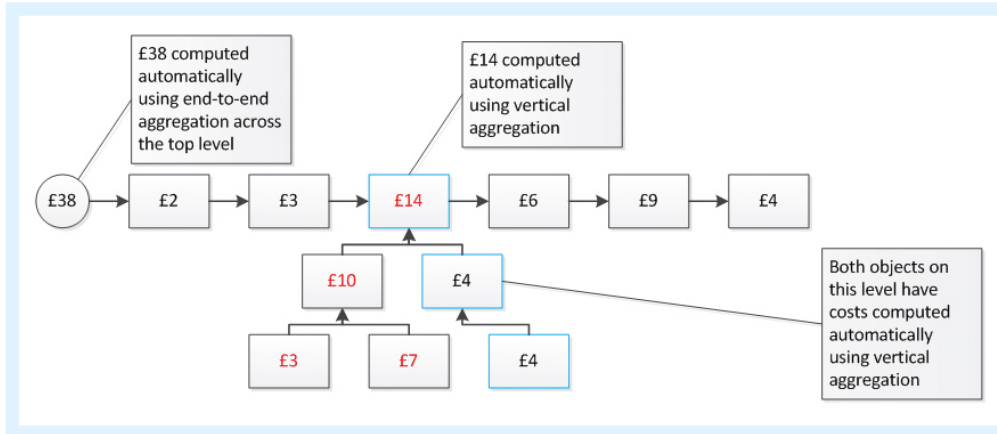 £38 computed
automatically
using end-to-end
aggregation across
the top level
£14 computed
automatically
using vertical
aggregation
£38
£2
£3
£14
£6
£9
£4
£10
£4
Both objects on
this level have
costs computed
automatically
using vertical
aggregation
£3
£7
£4